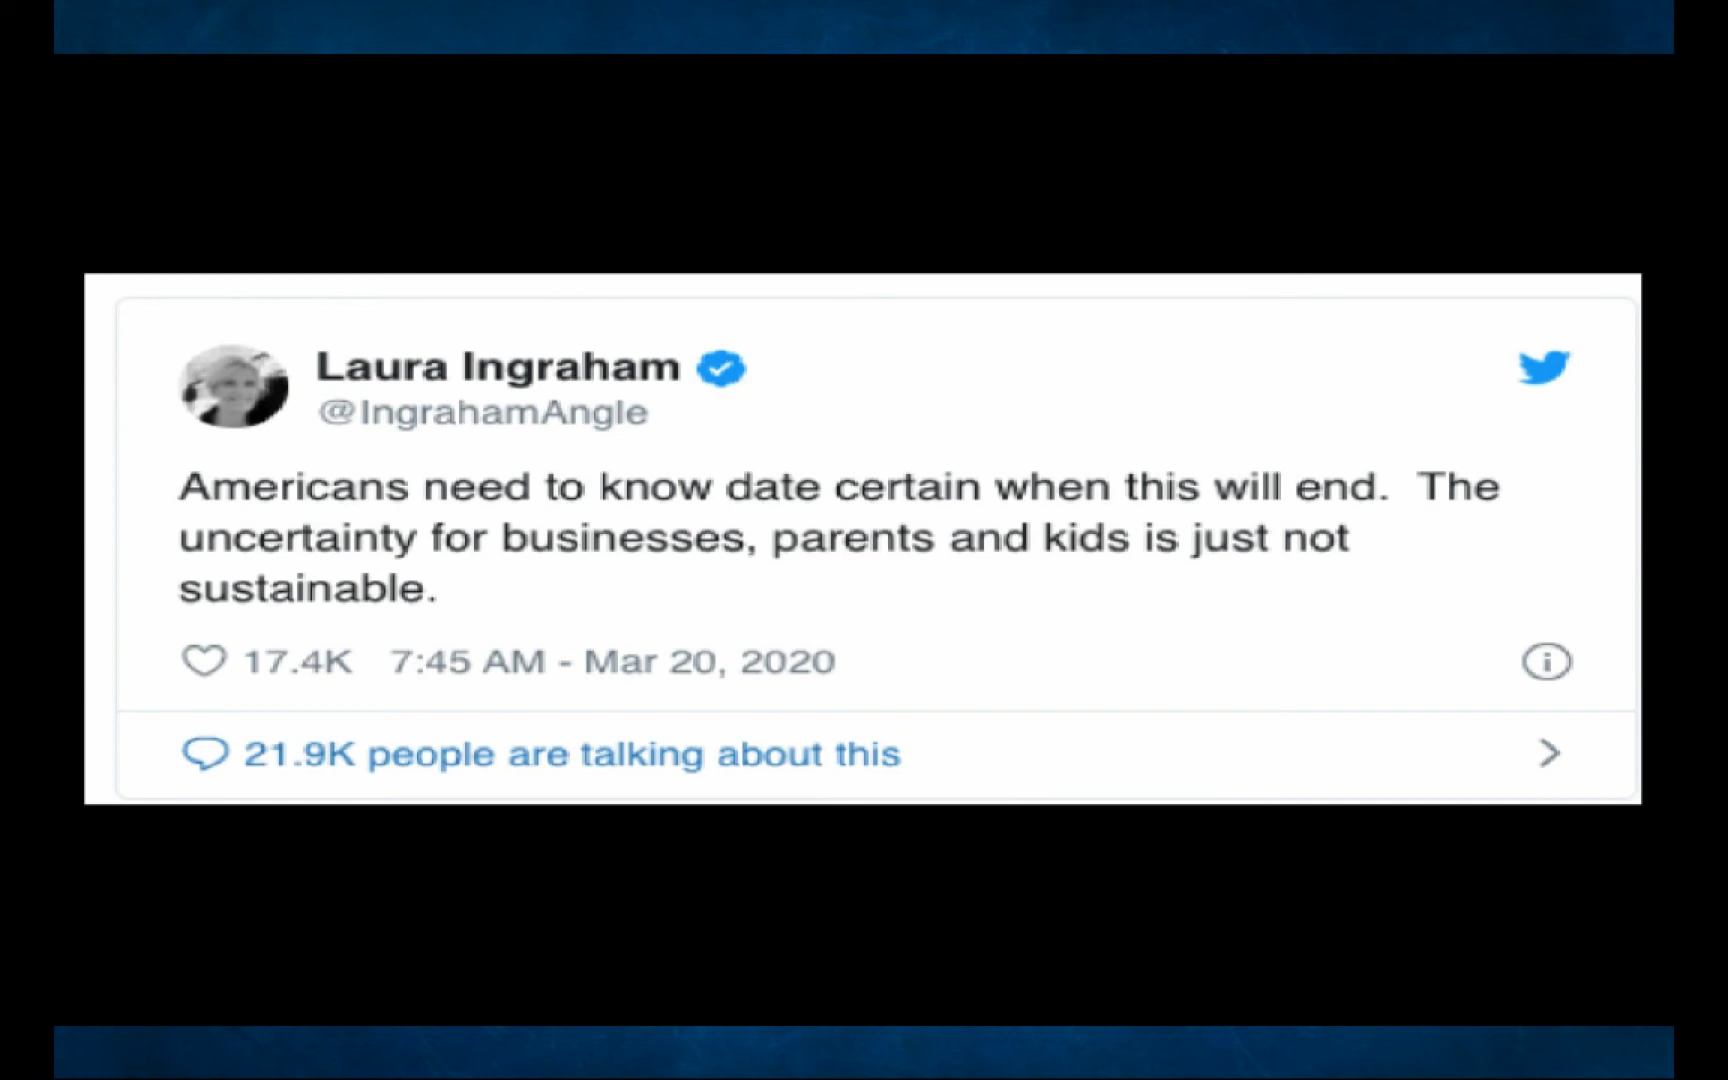 Laura Ingraham
@IngrahamAngle
Americans need to know date certain when this will end.  The
uncertainty for businesses, parents and kids is just not
sustainable.
17.4K 7:45 AM - Mar 20, 2020
21.9K people are talking about this